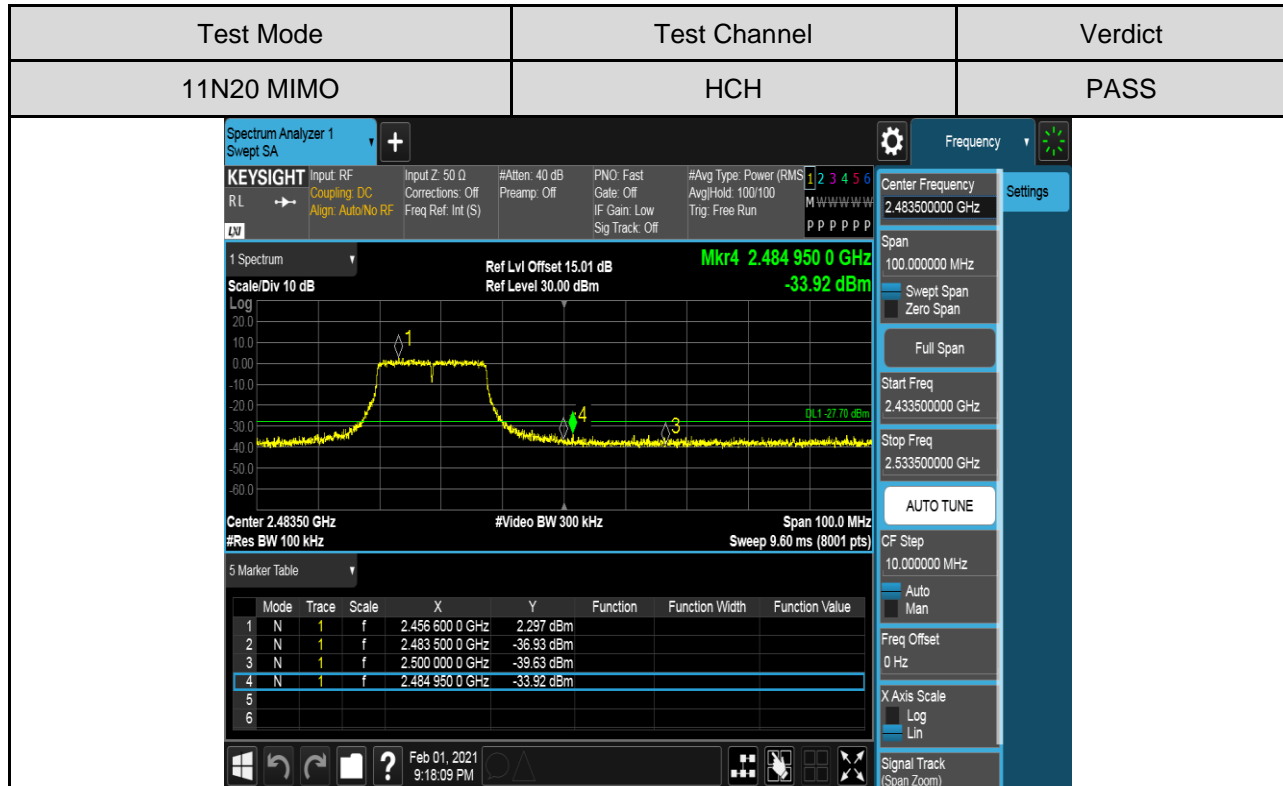 Test Mode Test Channel Verdict
11N20 MIMO HCH PASS
Spectrum Analyzer 1
Swept SA
+
Frequency
KEYSIGHT
RL
LXI
Input: RF
Coupling: DC
Align: Auto/No RF
Input Z: 50 Ω
Corrections: Off
Freq Ref: Int (S)
#Atten: 40 dB
Preamp: Off
PNO: Fast
Gate: Off
IF Gain: Low
Sig Track: Off
#Avg Type: Power (RMS
Avg|Hold: 100/100
Trig: Free Run
1 2 3 4 5 6
M W W W W W
P P P P P P
1 Spectrum
Scale/Div 10 dB
Ref Lvl Offset 15.01 dB
Ref Level 30.00 dBm
Mkr4 2.484 950 0 GHz
-33.92 dBm
Log
20.0
10.0
0.00
-10.0
-20.0
-30.0
-40.0
-50.0
-60.0
1
4
3
DL1 -27.70 dBm
Center 2.48350 GHz #Video BW 300 kHz Span 100.0 MHz
#Res BW 100 kHz Sweep 9.60 ms (8001 pts)
5 Marker Table
Mode Trace Scale X Y Function Function Width Function Value
1 N 1 f 2.456 600 0 GHz 2.297 dBm
2 N 1 f 2.483 500 0 GHz -36.93 dBm
3 N 1 f 2.500 000 0 GHz -39.63 dBm
4 N 1 f 2.484 950 0 GHz -33.92 dBm
5
6
?
Feb 01, 2021
9:18:09 PM
Center Frequency
2.483500000 GHz
Settings
Span
100.000000 MHz
Swept Span
Zero Span
Full Span
Start Freq
2.433500000 GHz
Stop Freq
2.533500000 GHz
AUTO TUNE
CF Step
10.000000 MHz
Auto
Man
Freq Offset
0 Hz
X Axis Scale
Log
Lin
Signal Track
(Span Zoom)